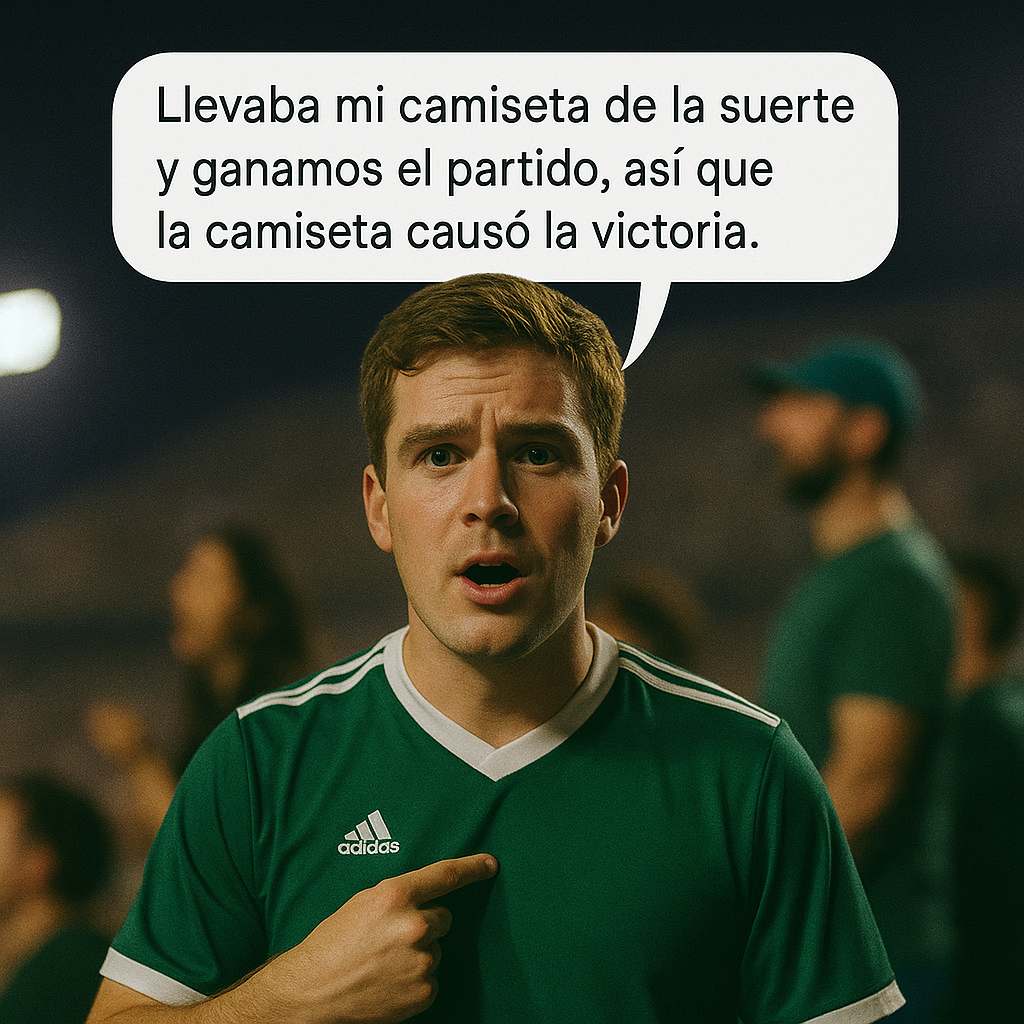 Llevaba mi camiseta de la suerte
y ganamos el partido, así que
la camiseta causó la victoria.
adidas